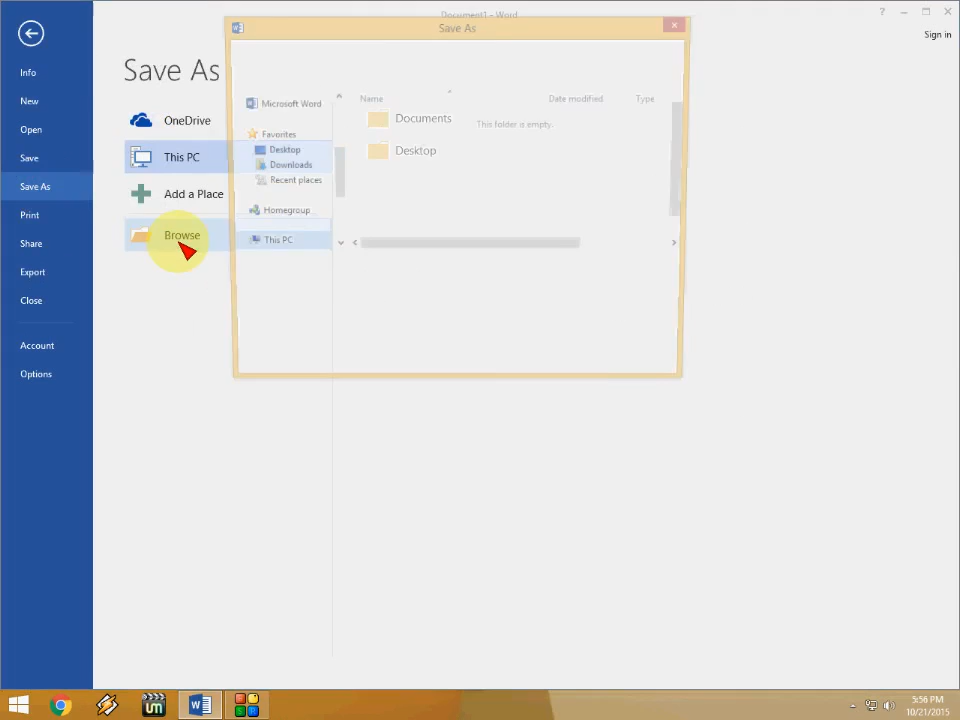 Document1 - Word
Sign in
Info
New
Open
Save
Save As
Print
Share
Export
Close
Account
Options
Save As
OneDrive
This PC
Add a Place
Browse
Save As
Microsoft Word
Favorites
Desktop
Downloads
Recent places
Homegroup
This PC
Name
Date modified
Type
Documents
This folder is empty.
Desktop
5:56 PM
10/21/2015